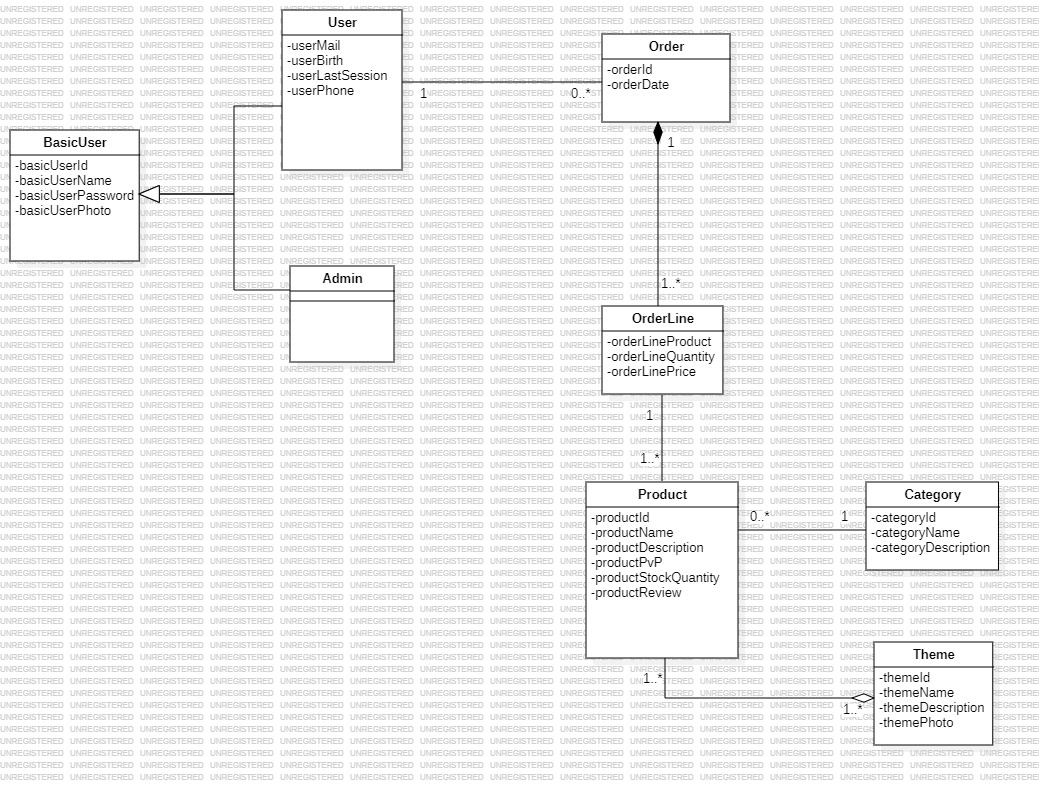 User
-userMail
-userBirth
-userLastSession
-userPhone
1
0..*
Order
-orderId
-orderDate
1
BasicUser
-basicUserId
-basicUserName
-basicUserPassword
-basicUserPhoto
Admin
1..*
OrderLine
-orderLineProduct
-orderLineQuantity
-orderLinePrice
1
1..*
Product
-productId
-productName
-productDescription
-productPvP
-productStockQuantity
-productReview
0..*
1
Category
-categoryId
-categoryName
-categoryDescription
1..*
1..*
Theme
-themeId
-themeName
-themeDescription
-themePhoto
UNREGISTERED